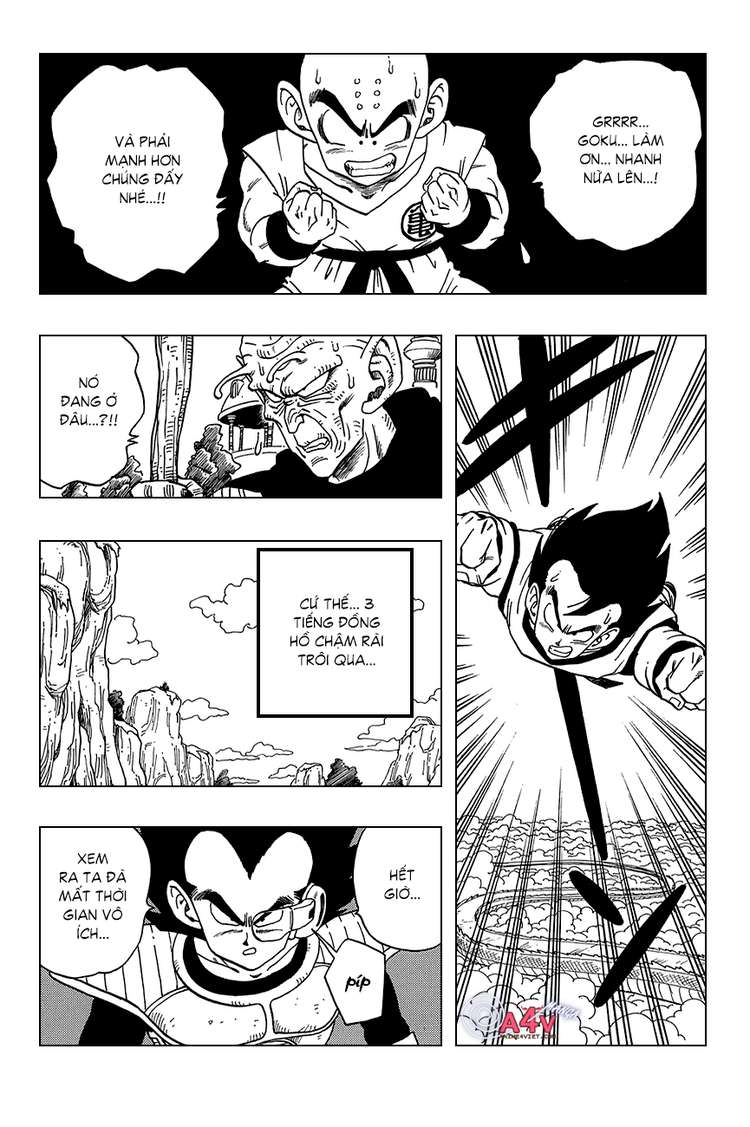 GRRRR...
GOKU... LÀM
ƠN... NHANH
NỮA LÊN...!
VÀ PHẢI
MẠNH HƠN
CHÚNG ĐẤY
NHÉ...!!
NÓ
ĐANG Ở
ĐÂU...?!!
CỨ THẾ... 3
TIẾNG ĐỒNG
HỒ CHẬM RÃI
TRÔI QUA...
HẾT
GIỜ...
XEM
RA TA ĐÃ
MẤT THỜI
GIAN VÔ
ÍCH...
píp
A4V